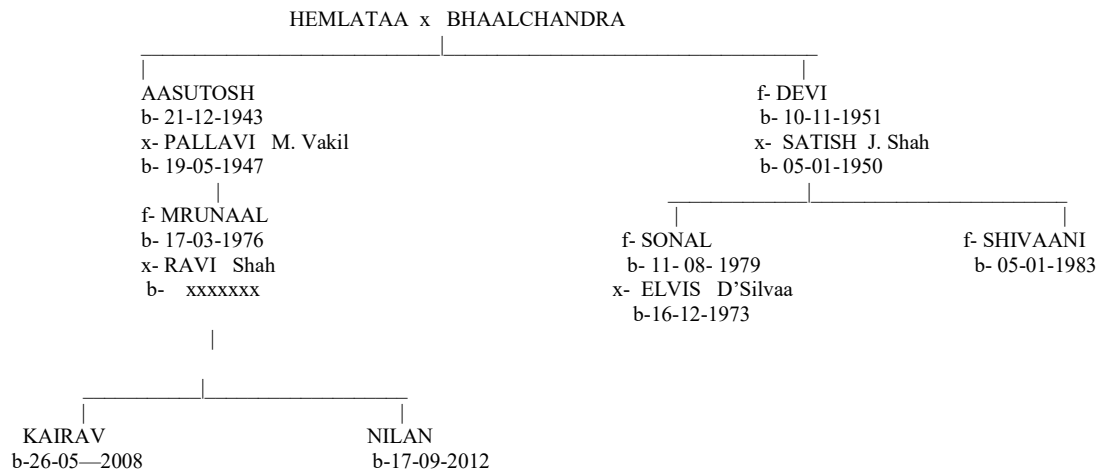 HEMLATAA x BHAALCHANDRA
AASUTOSH
b- 21-12-1943
x- PALLAVI M. Vakil
b- 19-05-1947
f- DEVI
b- 10-11-1951
x- SATISH J. Shah
b- 05-01-1950
f- MRUNAAL
b- 17-03-1976
x- RAVI Shah
b- xxxxxxx
f- SONAL
b- 11- 08- 1979
x- ELVIS D’Silvaa
b-16-12-1973
f- SHIVAANI
b- 05-01-1983
KAIRAV
b-26-05—2008
NILAN
b-17-09-2012